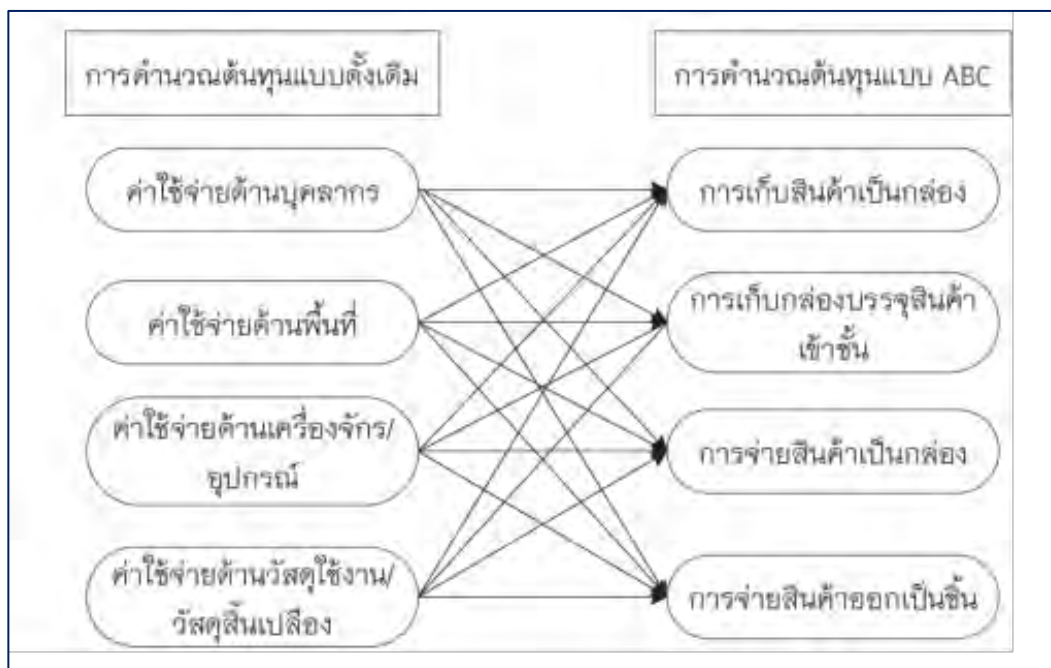 การคำนวณต้นทุนแบบดั้งเดิม
การคำนวณต้นทุนแบบ ABC
ค่าใช้จ่ายด้านบุคลากร
การเก็บสินค้าเป็นกล่อง
ค่าใช้จ่ายด้านพื้นที่
การเก็บกล่องบรรจุสินค้า
เข้าชั้น
ค่าใช้จ่ายด้านเครื่องจักร/
อุปกรณ์
การจ่ายสินค้าเป็นกล่อง
ค่าใช้จ่ายด้านวัสดุใช้งาน/
วัสดุสิ้นเปลือง
การจ่ายสินค้าออกเป็นชิ้น